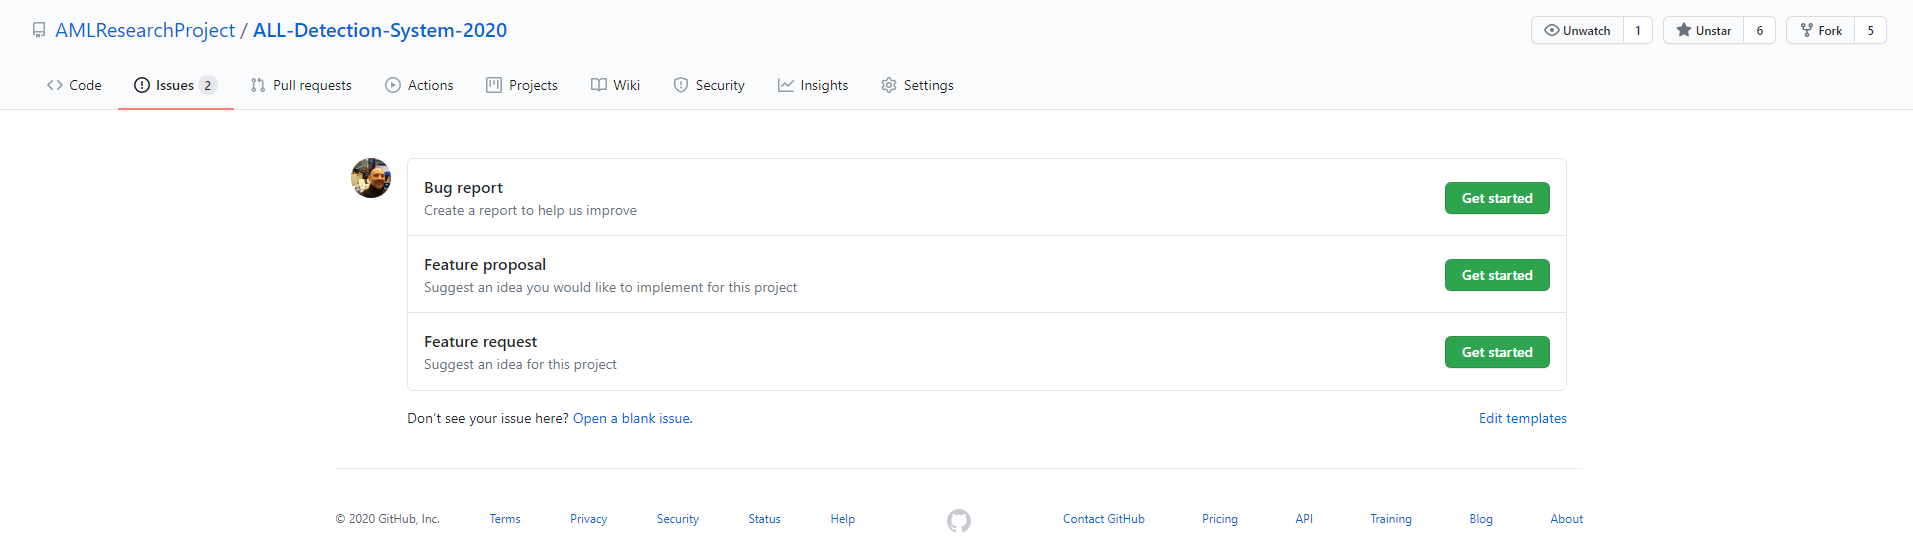 AMLResearchProject / ALL-Detection-System-2020
Unwatch 1 Unstar 6 Fork 5
Code Issues 2 Pull requests Actions Projects Wiki Security Insights Settings
Bug report
Create a report to help us improve
Get started
Feature proposal
Suggest an idea you would like to implement for this project
Get started
Feature request
Suggest an idea for this project
Get started
Don't see your issue here? Open a blank issue. Edit templates
© 2020 GitHub, Inc. Terms Privacy Security Status Help Contact GitHub Pricing API Training Blog About